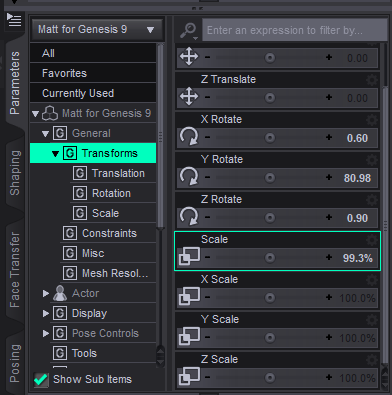 Parameters
Shaping
Face Transfer
Posing
Matt for Genesis 9
All
Favorites
Currently Used
Matt for Genesis 9
G General
G Transforms
G Translation
G Rotation
G Scale
G Constraints
G Misc
G Mesh Resol...
Actor
G Display
G Pose Controls
G Tools
Show Sub Items
Enter an expression to filter by...
- + 0.00
Z Translate
- + 0.00
X Rotate
- + 0.60
Y Rotate
- + 80.98
Z Rotate
- + 0.90
Scale
- + 99.3%
X Scale
- + 100.0%
Y Scale
- + 100.0%
Z Scale
- + 100.0%